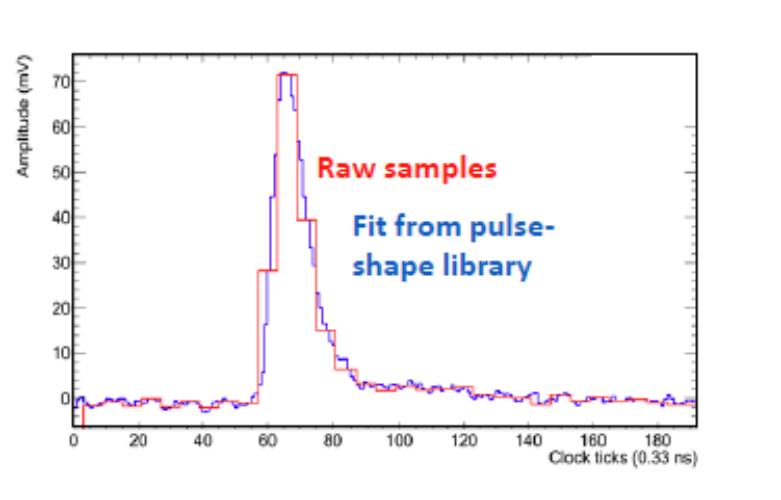 Amplitude (mV)
70
60
50
40
30
20
10
0
Raw samples
Fit from pulse-
shape library
0 20 40 60 80 100 120 140 160 180
Clock ticks (0.33 ns)